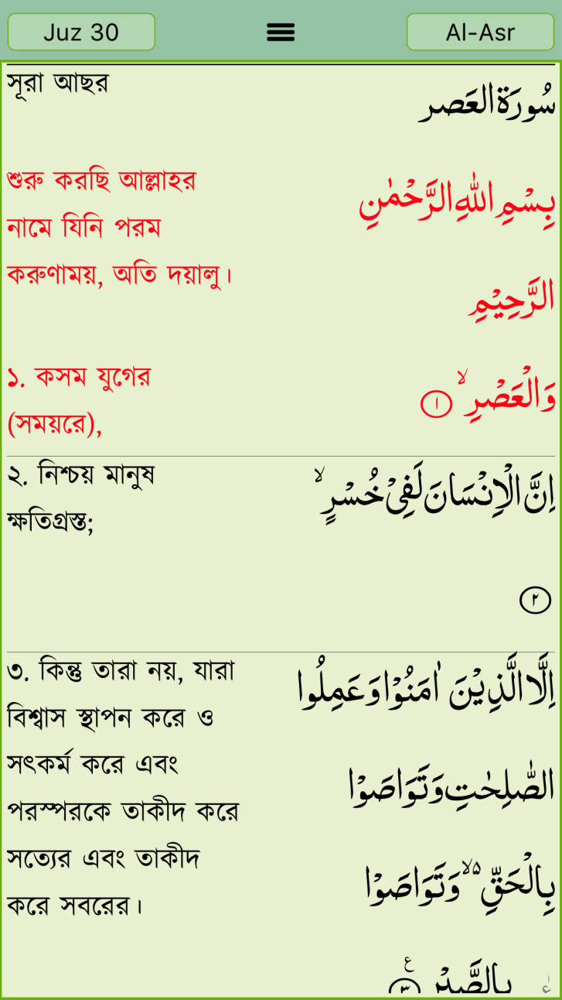 Juz 30
Al-Asr
সূরা আছর
سُورَة العَصر
শুরু করছি আল্লাহর
নামে যিনি পরম
করুণাময়, অতি দয়ালু।
بِسْمِ اللهِ الرَّحْمٰنِ
الرَّحِيْمِ
১. কসম যুগের
(সময়রে),
وَالْعَصْرِ ۙ ١
২. নিশ্চয় মানুষ
ক্ষতিগ্রস্ত;
اِنَّ الْاِنْسَانَ لَفِىْ خُسْرٍ ۙ
٢
৩. কিন্তু তারা নয়, যারা
বিশ্বাস স্থাপন করে ও
সৎকর্ম করে এবং
পরস্পরকে তাকীদ করে
সত্যের এবং তাকীদ
করে সবরের।
اِلَّا الَّذِيْنَ اٰمَنُوْا وَ عَمِلُوا
الصّٰلِحٰتِ وَ تَوَاصَوْا
بِالْحَقِّ ۙ۬ وَ تَوَاصَوْا
بِالصَّبْرِ ٣ ع